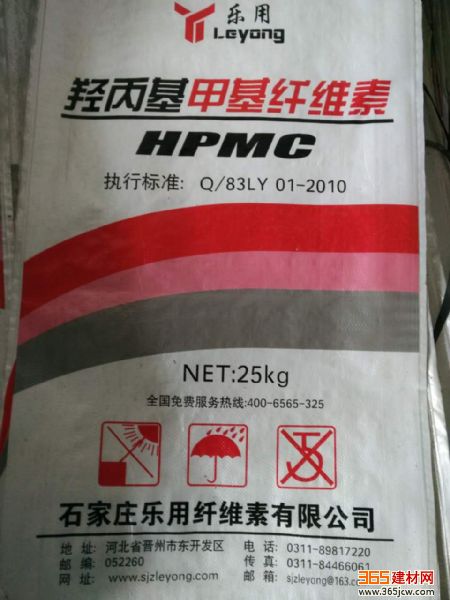 乐用
Leyong
羟丙基甲基纤维素
HPMC
执行标准: Q/83LY 01-2010
NET:25kg
全国免费服务热线:400-6565-325
石家庄乐用纤维素有限公司
地 址: 河北省晋州市东开发区 电 话: 0311-89817220
邮 编: 052260 传 真: 0311-84466061
网 址: www.sjzleyong.com 邮 箱: sjzleyong@163.com
365建材网
www.365jcw.com